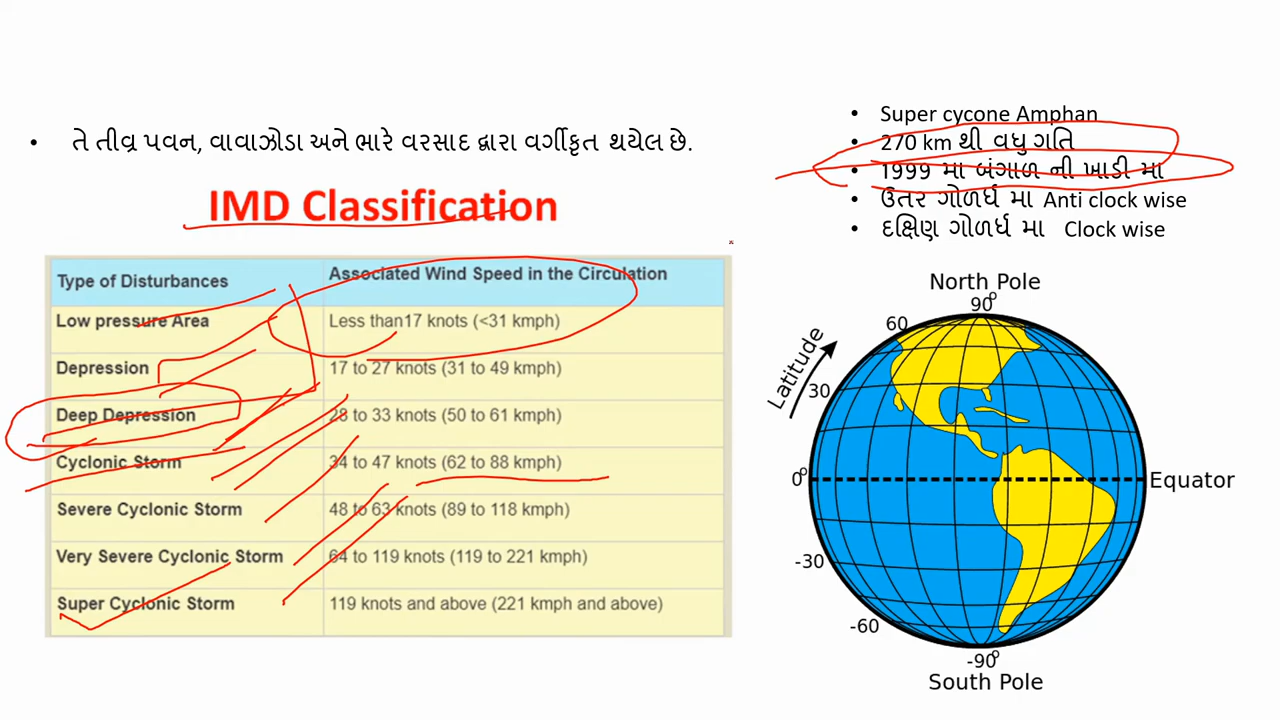 • તે તીવ્ર પવન, વાવાઝોડા અને ભારે વરસાદ દ્વારા વર્ગીકૃત થયેલ છે.
IMD Classification
Type of Disturbances Associated Wind Speed in the Circulation
Low pressure Area Less than17 knots (<31 kmph)
Depression 17 to 27 knots (31 to 49 kmph)
Deep Depression 28 to 33 knots (50 to 61 kmph)
Cyclonic Storm 34 to 47 knots (62 to 88 kmph)
Severe Cyclonic Storm 48 to 63 knots (89 to 118 kmph)
Very Severe Cyclonic Storm 64 to 119 knots (119 to 221 kmph)
Super Cyclonic Storm 119 knots and above (221 kmph and above)
• Super cycone Amphan
• 270 km થી વધુ ગતિ
• 1999 મા બંગાળ ની ખાડી મા
• ઉતર ગોળર્ધ મા Anti clock wise
• દક્ષિણ ગોળર્ધ મા Clock wise
North Pole
90°
60
Latitude
30
0°
Equator
-30
-60
-90°
South Pole